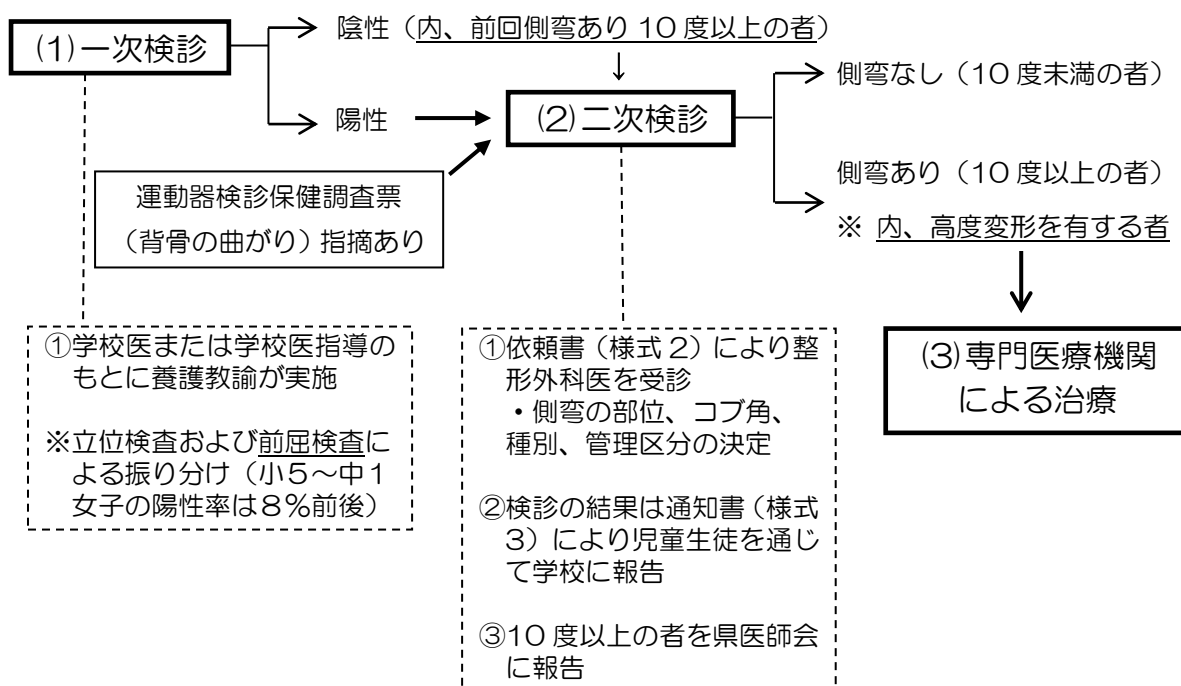 (1)一次検診
陰性（内、前回側弯あり 10 度以上の者）
陽性
運動器検診保健調査票
（背骨の曲がり）指摘あり
(2)二次検診
側弯なし（10 度未満の者）
側弯あり（10 度以上の者）
※ 内、高度変形を有する者
(3)専門医療機関
による治療
①学校医または学校医指導の
もとに養護教諭が実施
※立位検査および前屈検査に
よる振り分け（小５～中１
女子の陽性率は８％前後）
①依頼書（様式２）により整
形外科医を受診
・側弯の部位、コブ角、
種別、管理区分の決定
②検診の結果は通知書（様式
３）により児童生徒を通じ
て学校に報告
③10 度以上の者を県医師会
に報告